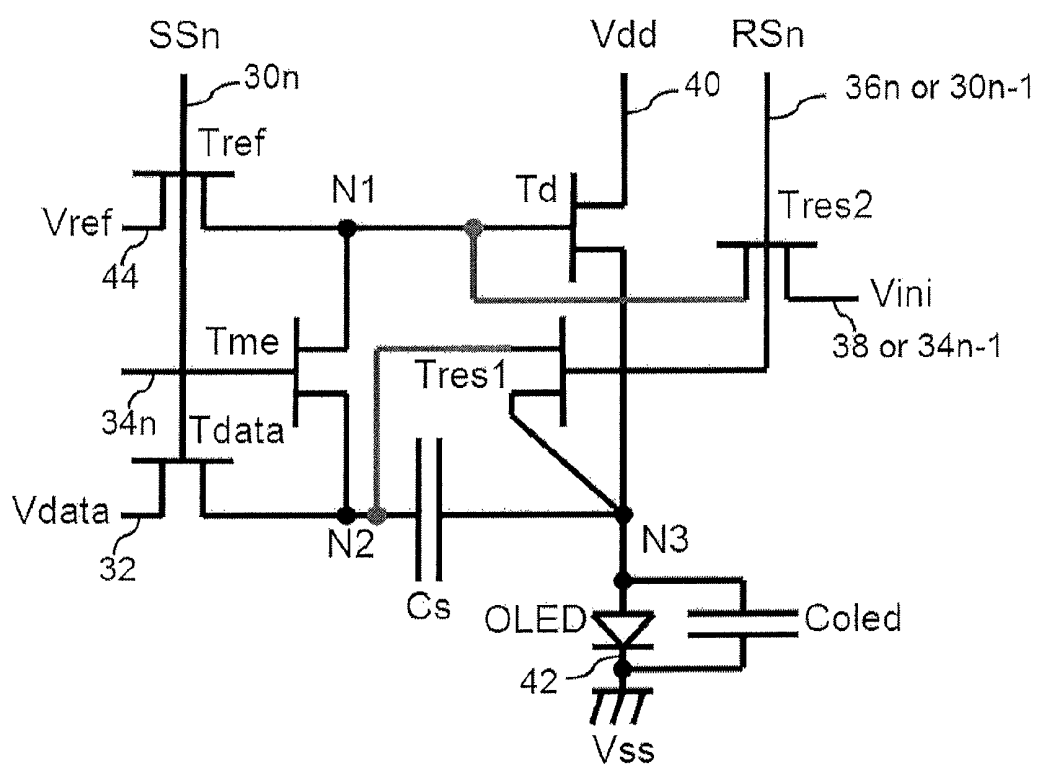 SSn
Vdd
RSn
30n
40
36n or 30n-1
Tref
N1
Td
Tres2
Vref
44
Vini
38 or 34n-1
Tme
Tres1
34n
Tdata
Vdata
N2
N3
32
Cs
OLED
Coled
42
Vss